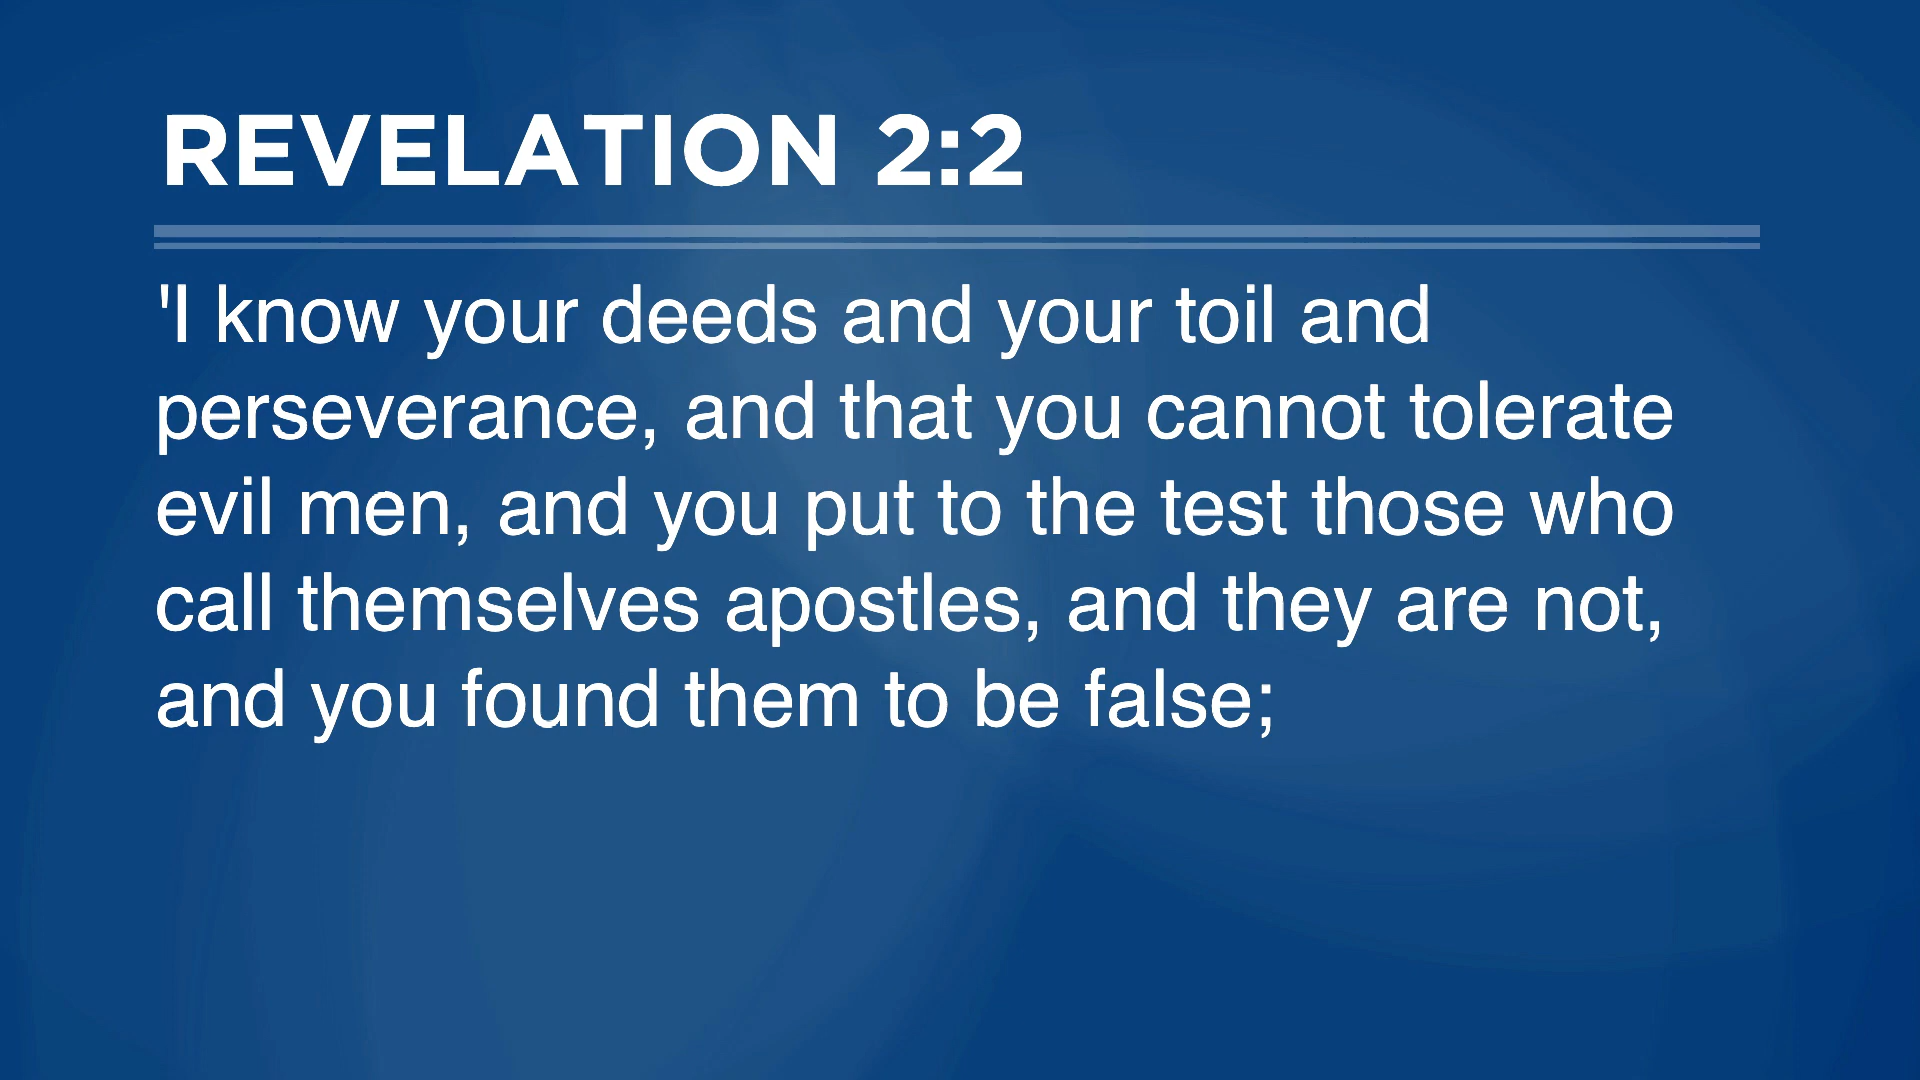 REVELATION 2:2
'I know your deeds and your toil and
perseverance, and that you cannot tolerate
evil men, and you put to the test those who
call themselves apostles, and they are not,
and you found them to be false;